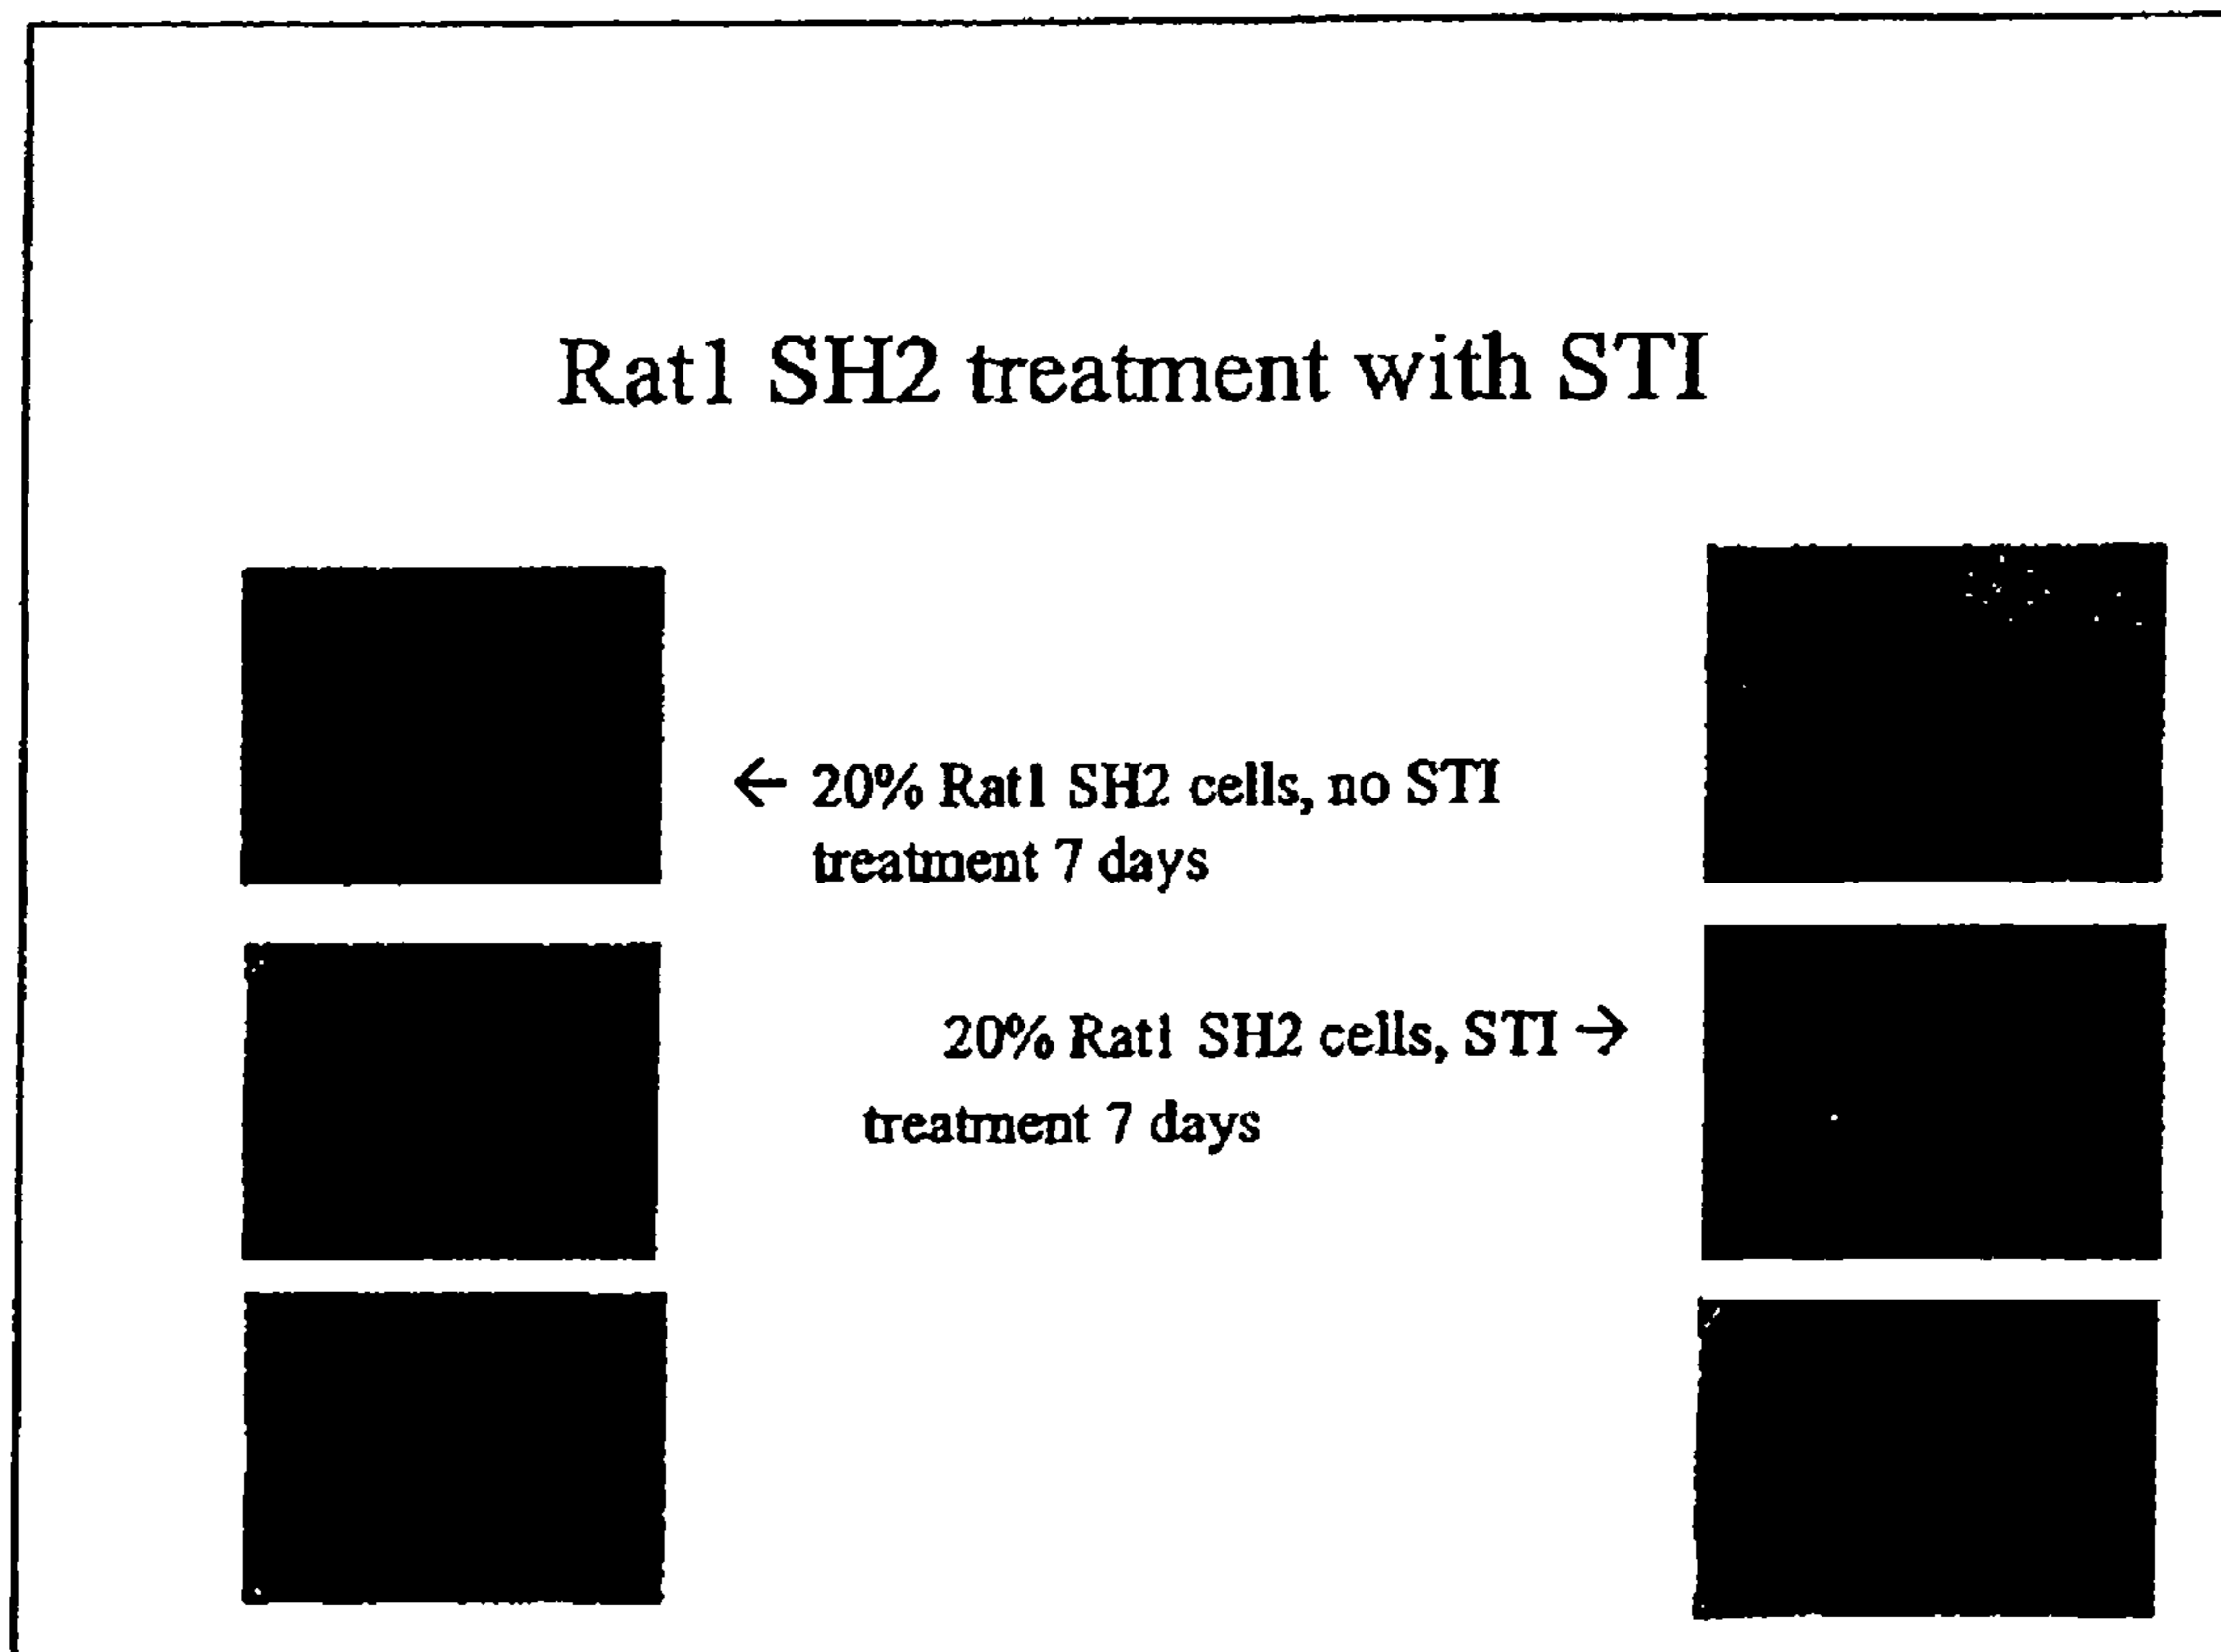 Rat1 SH2 treatment with STI
← 20% Rat1 SH2 cells, no STI
treatment 7 days
20% Rat1 SH2 cells, STI →
treatment 7 days